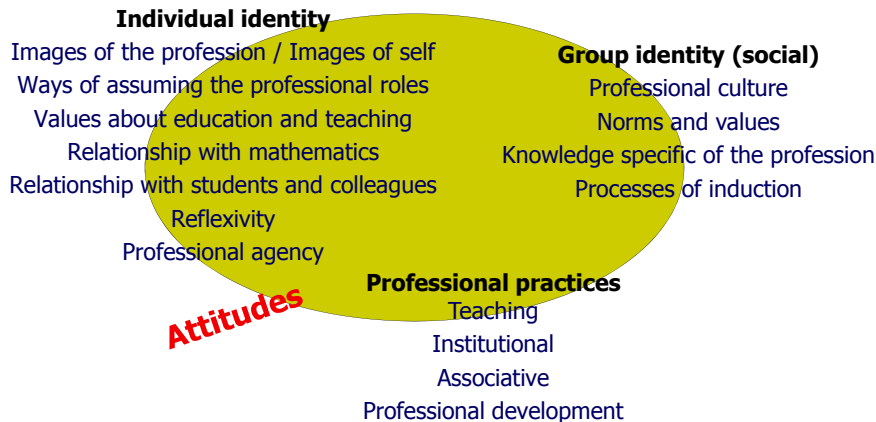 Individual identity
Images of the profession / Images of self
Ways of assuming the professional roles
Values about education and teaching
Relationship with mathematics
Relationship with students and colleagues
Reflexivity
Professional agency
Group identity (social)
Professional culture
Norms and values
Knowledge specific of the profession
Processes of induction
Attitudes
Professional practices
Teaching
Institutional
Associative
Professional development